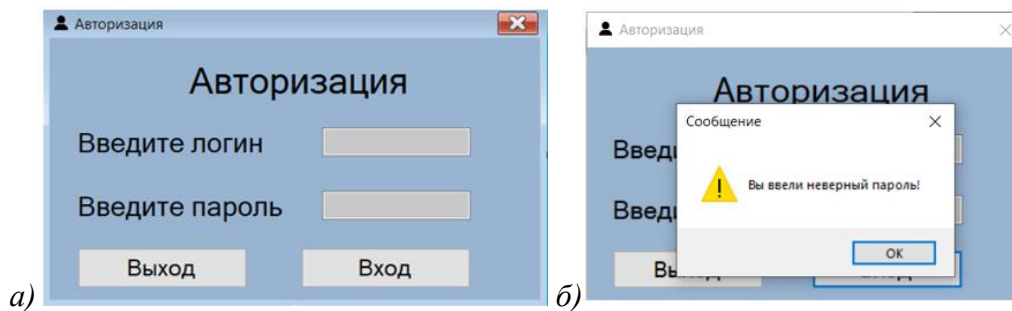 Авторизация
Авторизация
Введите логин
Введите пароль
Выход
Вход
а)
Авторизация
Авторизация
Сообщение
Вы ввели неверный пароль!
OK
б)